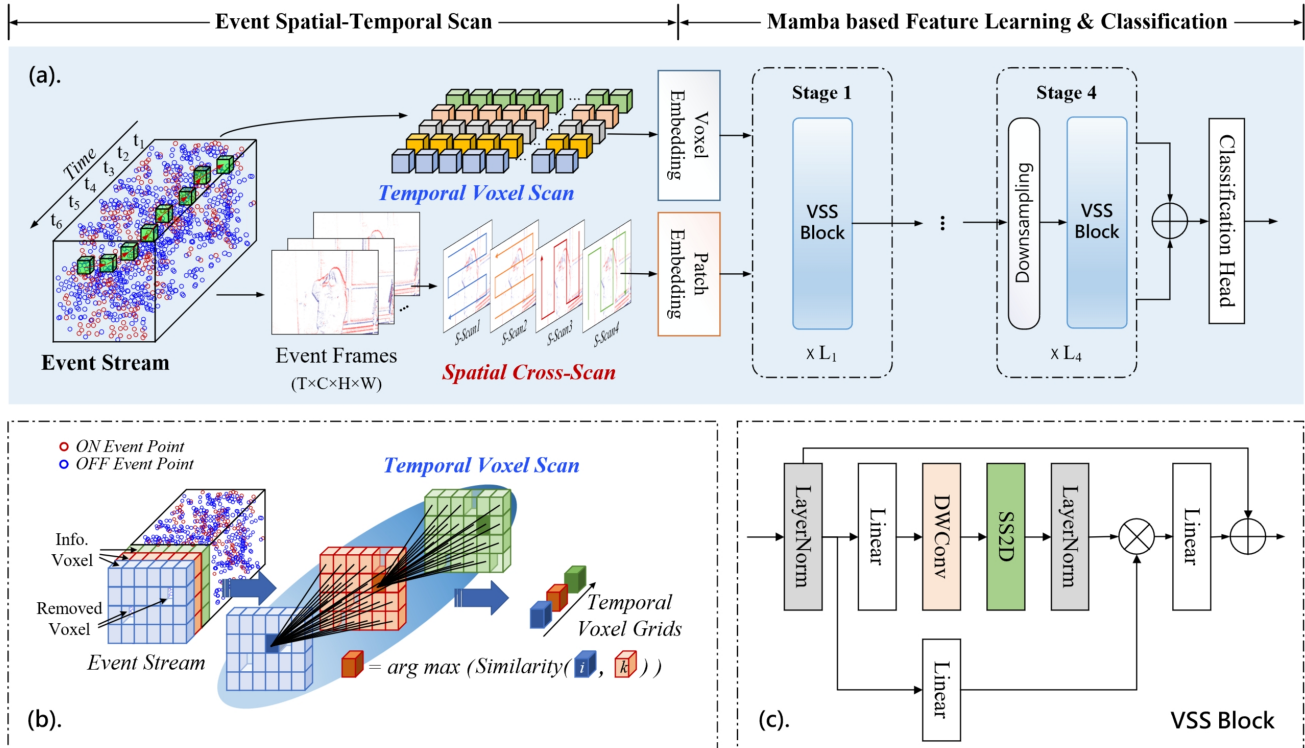 Event Spatial-Temporal Scan
Mamba based Feature Learning & Classification
(a).
Time
t1
t2
t3
t4
t5
t6
Event Stream
...
...
Temporal Voxel Scan
Event Frames
(T×C×H×W)
...
S-Scan1
S-Scan2
S-Scan3
S-Scan4
Spatial Cross-Scan
Voxel
Embedding
Patch
Embedding
Stage 1
VSS
Block
x L1
...
Stage 4
Downsampling
VSS
Block
x L4
Classification Head
ON Event Point
OFF Event Point
Temporal Voxel Scan
Info.
Voxel
Removed
Voxel
Event Stream
Temporal
Voxel Grids
= arg max (Similarity( i , k ) )
(b).
LayerNorm
Linear
DWConv
SS2D
LayerNorm
Linear
Linear
(c).
VSS Block